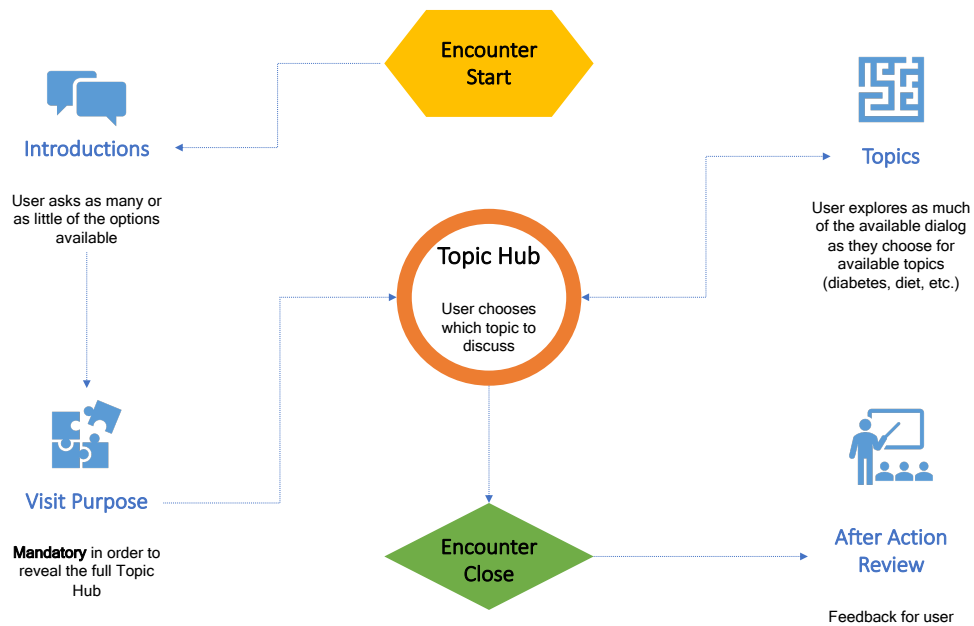 Encounter
Start
Introductions
User asks as many or
as little of the options
available
Topics
User explores as much
of the available dialog
as they choose for
available topics
(diabetes, diet, etc.)
Topic Hub
User chooses
which topic to
discuss
Visit Purpose
Mandatory in order to
reveal the full Topic
Hub
Encounter
Close
After Action
Review
Feedback for user